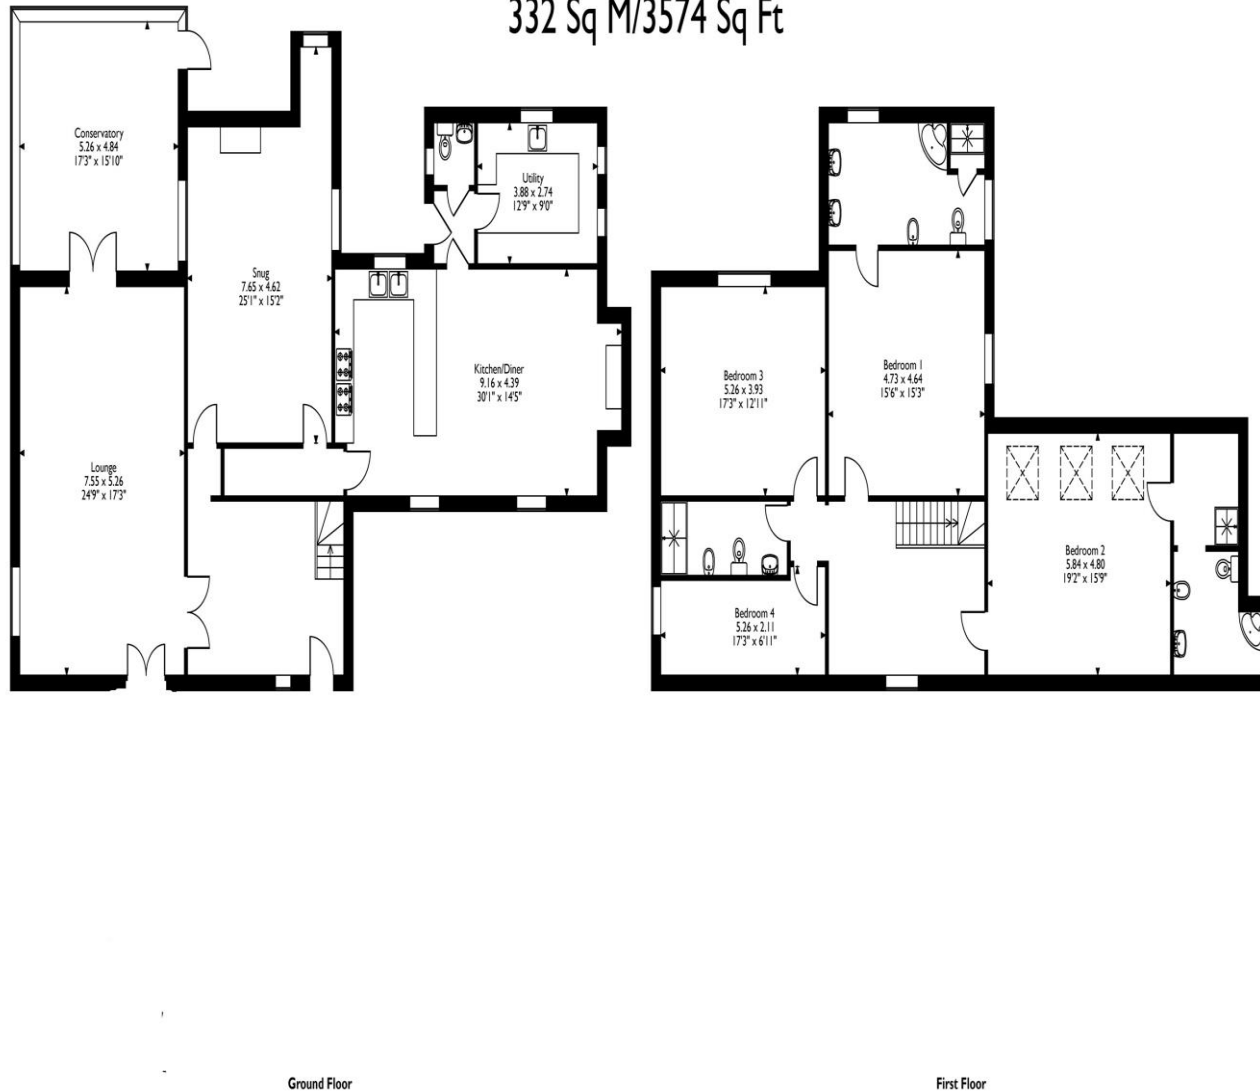 332 Sq M/3574 Sq Ft
Conservatory
5.26 x 4.84
17'3" x 15'10"
Snug
7.65 x 4.62
25'1" x 15'2"
Utility
3.88 x 2.74
12'9" x 9'0"
Kitchen/Diner
9.16 x 4.39
30'1" x 14'5"
Lounge
7.55 x 5.26
24'9" x 17'3"
Bedroom 3
5.26 x 3.93
17'3" x 12'11"
Bedroom 1
4.73 x 4.64
15'6" x 15'3"
Bedroom 2
5.84 x 4.80
19'2" x 15'9"
Bedroom 4
5.26 x 2.11
17'3" x 6'11"
Ground Floor
First Floor